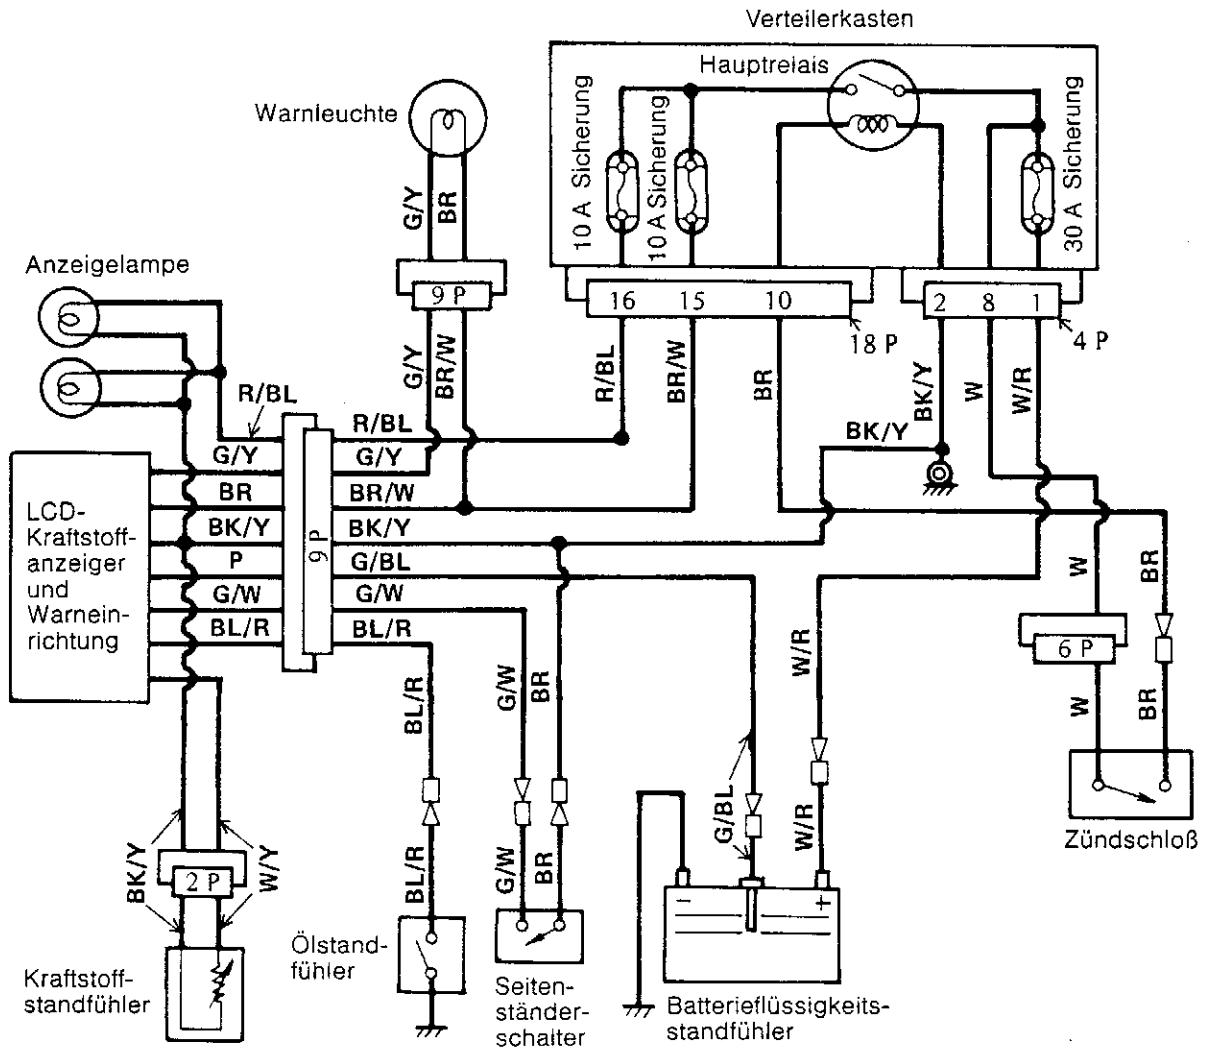 Verteilerkasten
Hauptrelais
10 A Sicherung
10 A Sicherung
30 A Sicherung
Warnleuchte
G/Y
BR
9 P
16
15
10
2
8
1
18 P
4 P
Anzeigelampe
G/Y
BR/W
R/BL
BR/W
BR
BK/Y
W
W/R
R/BL
R/BL
BK/Y
G/Y
G/Y
BR
BR/W
BK/Y
BK/Y
P
G/BL
G/W
G/W
BL/R
BL/R
9 P
LCD-
Kraftstoff-
anzeiger
und
Warnein-
richtung
W
BR
6 P
W
BR
BL/R
G/W
BR
W/R
G/BL
W/R
BL/R
G/W
BR
BK/Y
W/Y
2 P
-
+
Zündschloß
Kraftstoff-
standfühler
Ölstand-
fühler
Seiten-
ständer-
schalter
Batterieflüssigkeits-
standfühler